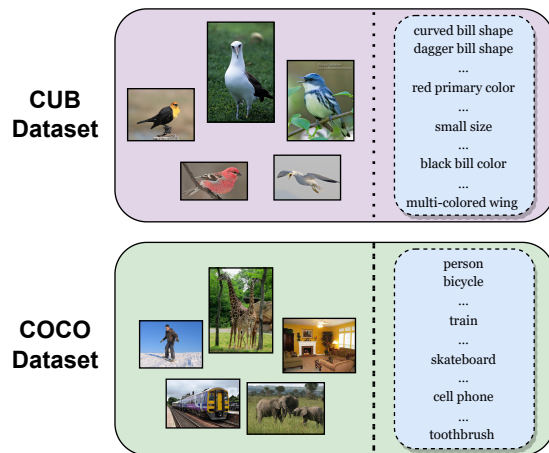 CUB
Dataset
curved bill shape
dagger bill shape
...
red primary color
...
small size
...
black bill color
...
multi-colored wing
COCO
Dataset
person
bicycle
...
train
...
skateboard
...
cell phone
...
toothbrush